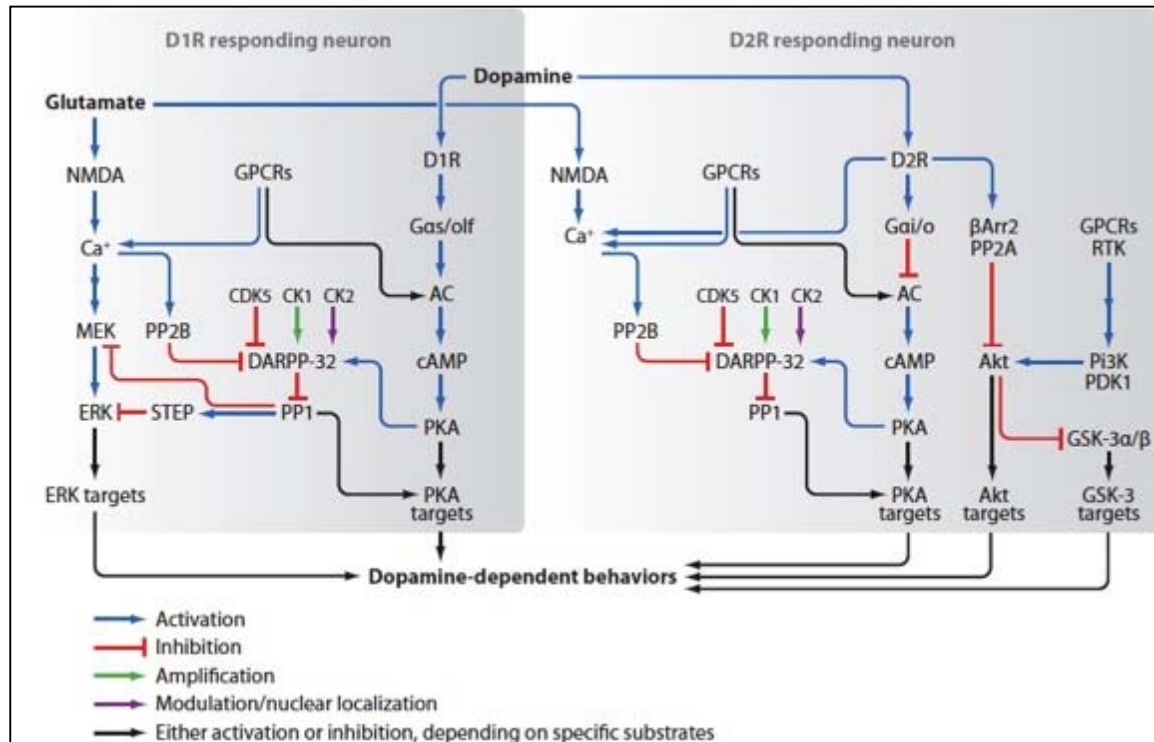 D1R responding neuron
D2R responding neuron
Dopamine
Glutamate
D1R
D2R
NMDA
GPCRs
NMDA
GPCRs
Gαs/olf
Gαi/o
βArr2
PP2A
GPCRs
RTK
Ca⁺
Ca⁺
CDK5
CK1
CK2
AC
CDK5
CK1
CK2
AC
MEK
PP2B
DARPP-32
cAMP
PP2B
DARPP-32
cAMP
Akt
Pi3K
PDK1
ERK
STEP
PP1
PKA
PP1
PKA
GSK-3α/β
ERK targets
PKA
targets
PKA
targets
Akt
targets
GSK-3
targets
Dopamine-dependent behaviors
Activation
Inhibition
Amplification
Modulation/nuclear localization
Either activation or inhibition, depending on specific substrates